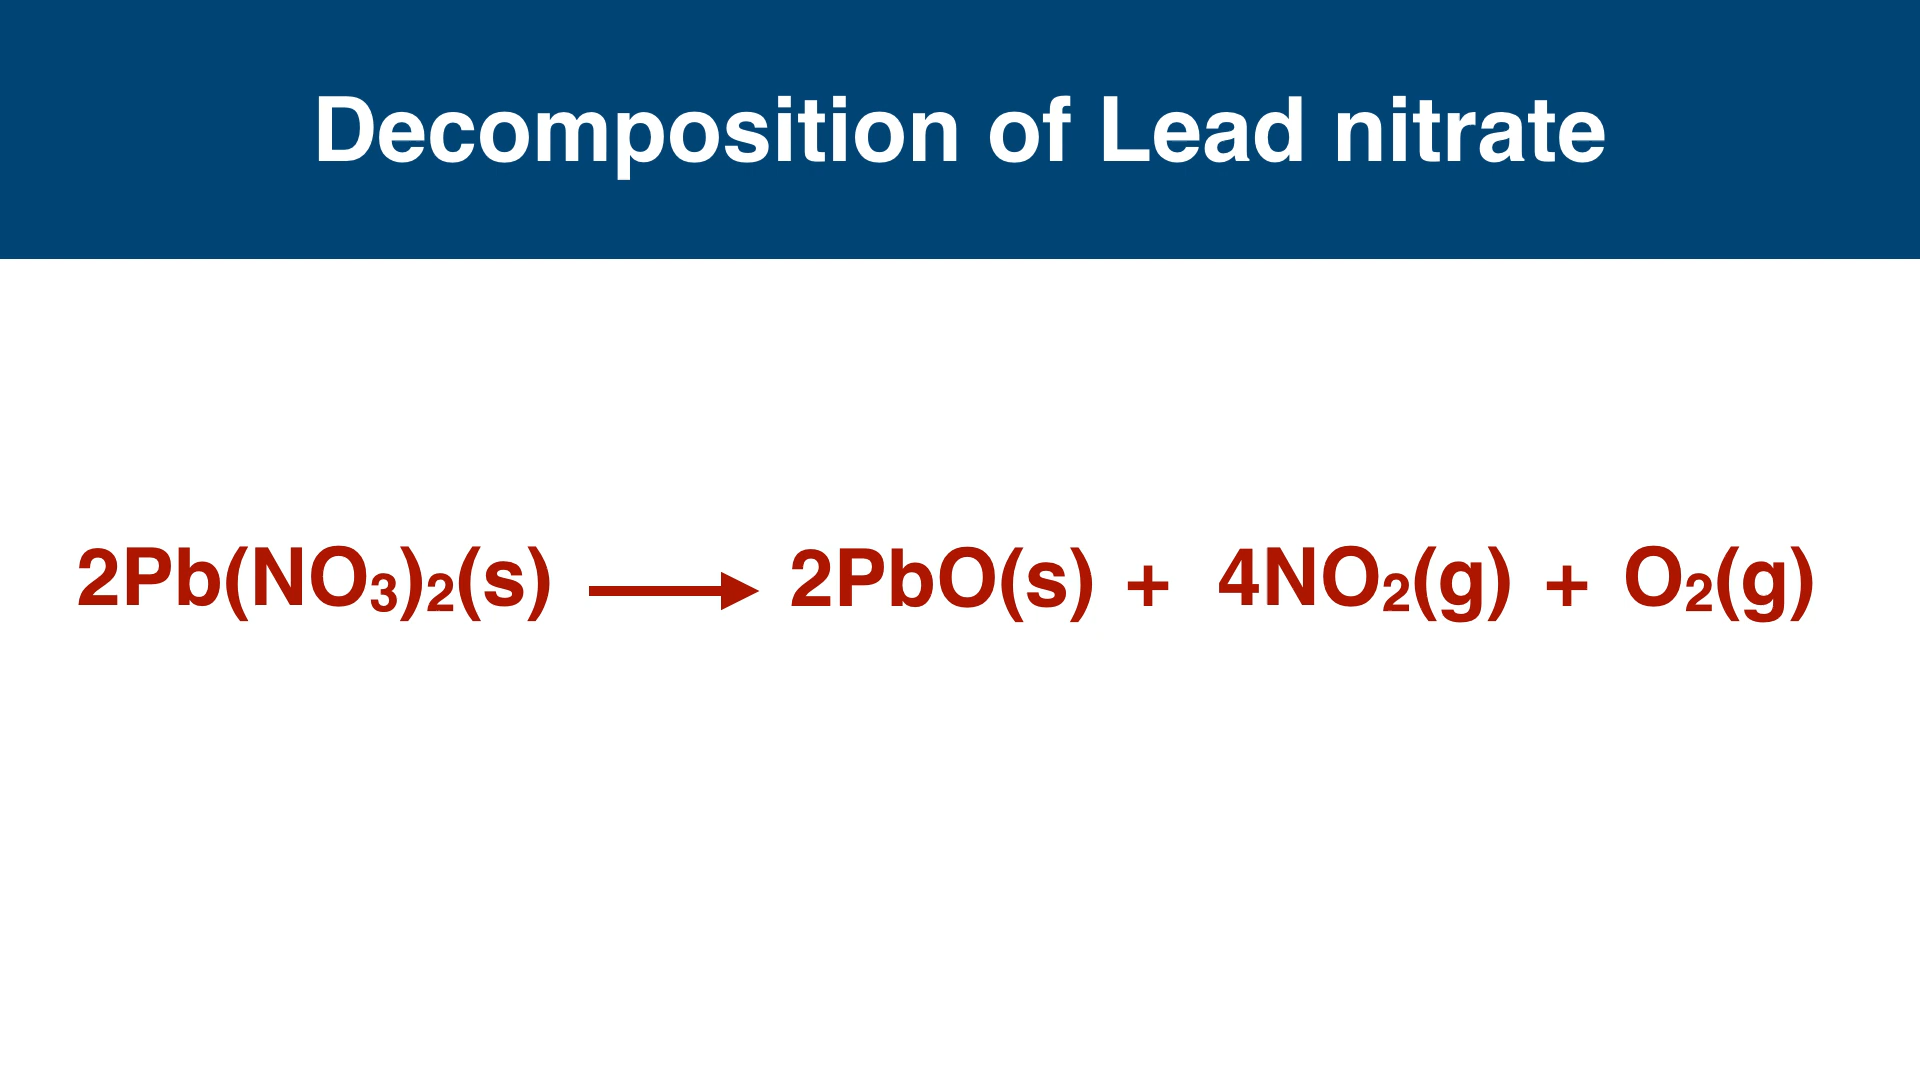 Decomposition of Lead nitrate
2Pb(NO₃)₂(s) ⟶ 2PbO(s) + 4NO₂(g) + O₂(g)